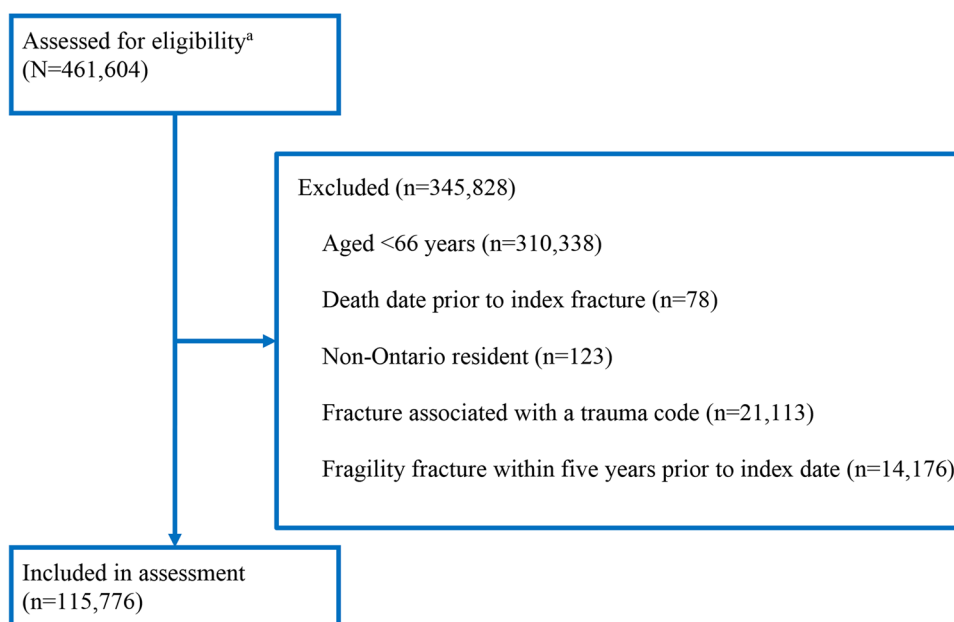 Assessed for eligibilityᵃ
(N=461,604)
Excluded (n=345,828)
Aged <66 years (n=310,338)
Death date prior to index fracture (n=78)
Non-Ontario resident (n=123)
Fracture associated with a trauma code (n=21,113)
Fragility fracture within five years prior to index date (n=14,176)
Included in assessment
(n=115,776)